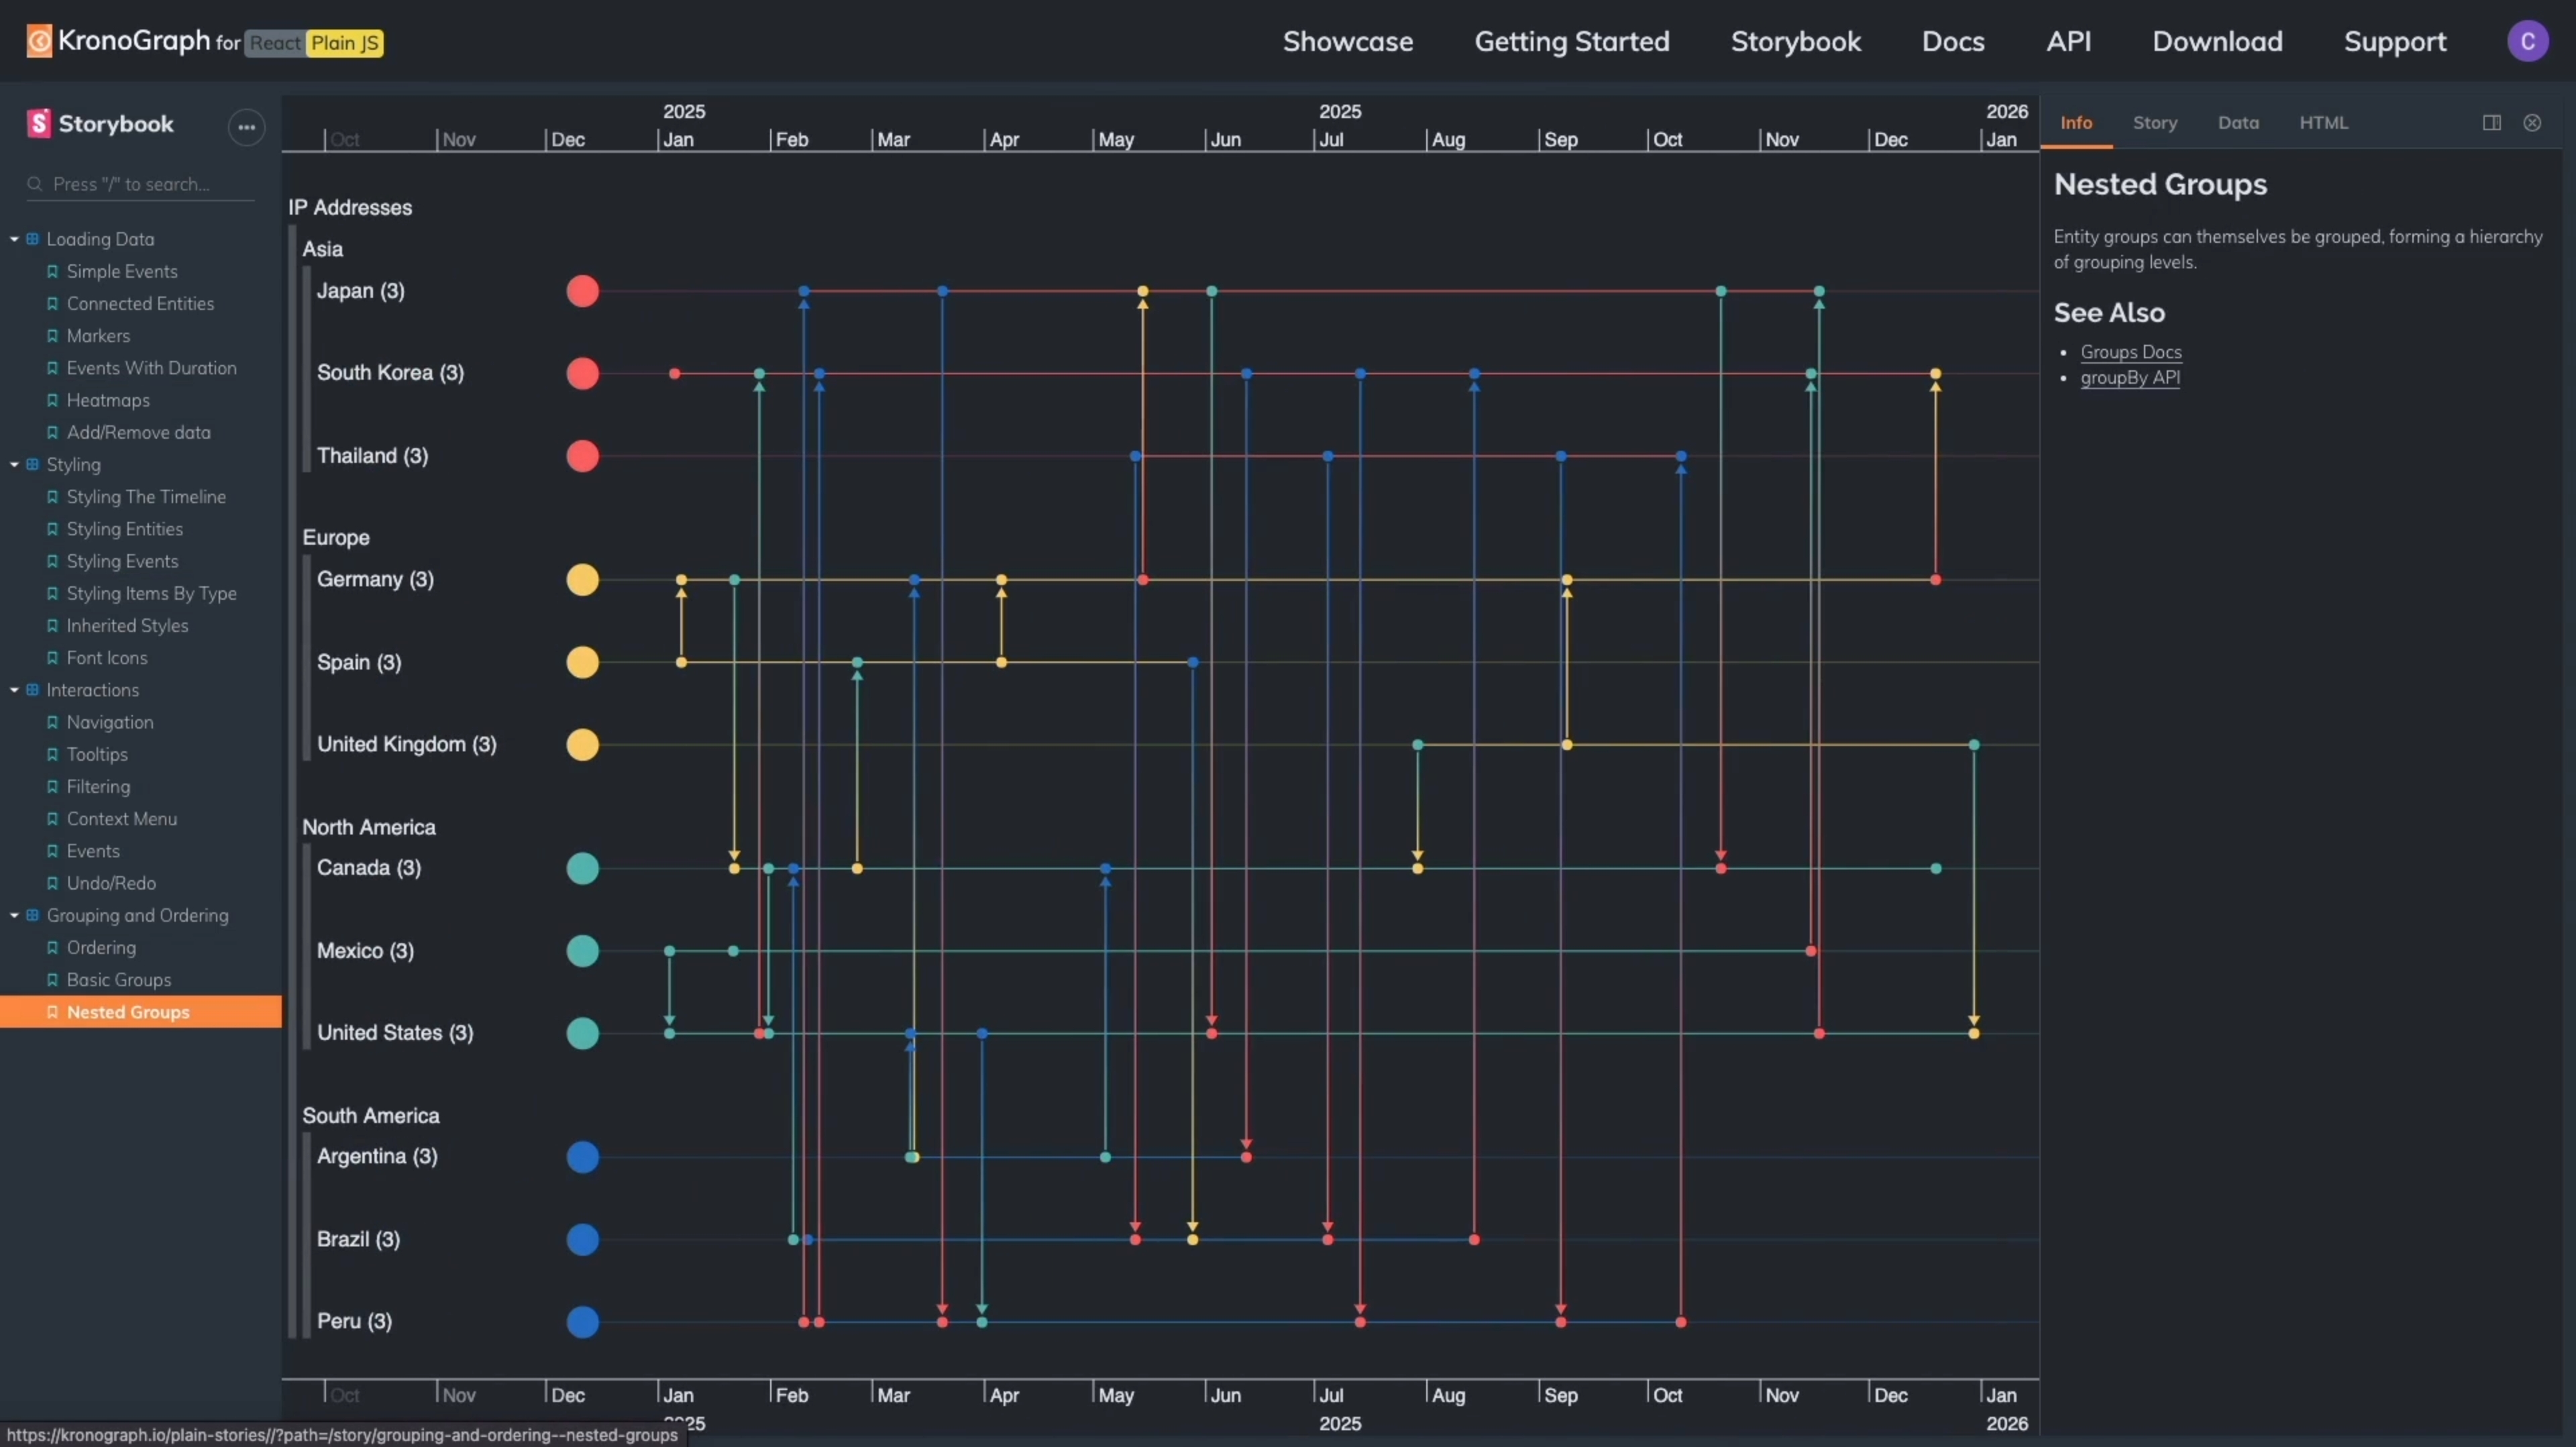 KronoGraph for React Plain JS
Showcase Getting Started Storybook Docs API Download Support C
Storybook
Press "/" to search...
Loading Data
Simple Events
Connected Entities
Markers
Events With Duration
Heatmaps
Add/Remove data
Styling
Styling The Timeline
Styling Entities
Styling Events
Styling Items By Type
Inherited Styles
Font Icons
Interactions
Navigation
Tooltips
Filtering
Context Menu
Events
Undo/Redo
Grouping and Ordering
Ordering
Basic Groups
Nested Groups
2025 2025 2026
Oct Nov Dec Jan Feb Mar Apr May Jun Jul Aug Sep Oct Nov Dec Jan
IP Addresses
Asia
Japan (3)
South Korea (3)
Thailand (3)
Europe
Germany (3)
Spain (3)
United Kingdom (3)
North America
Canada (3)
Mexico (3)
United States (3)
South America
Argentina (3)
Brazil (3)
Peru (3)
Oct Nov Dec Jan Feb Mar Apr May Jun Jul Aug Sep Oct Nov Dec Jan
2025 2025 2026
Info Story Data HTML
Nested Groups
Entity groups can themselves be grouped, forming a hierarchy
of grouping levels.
See Also
Groups Docs
groupBy API
https://kronograph.io/plain-stories//?path=/story/grouping-and-ordering--nested-groups